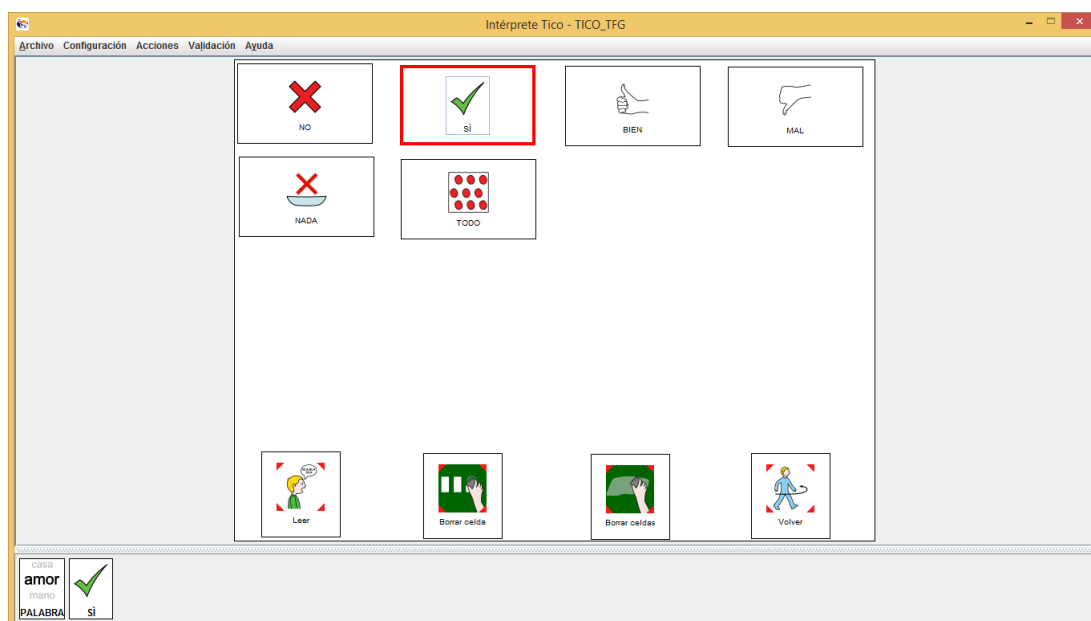 Intérprete Tico - TICO_TFG
Archivo Configuración Acciones Validación Ayuda
NO SÍ BIEN MAL
NADA TODO
Leer Borrar celda Borrar celdas Volver
casa
amor
mano
PALABRA SÍ